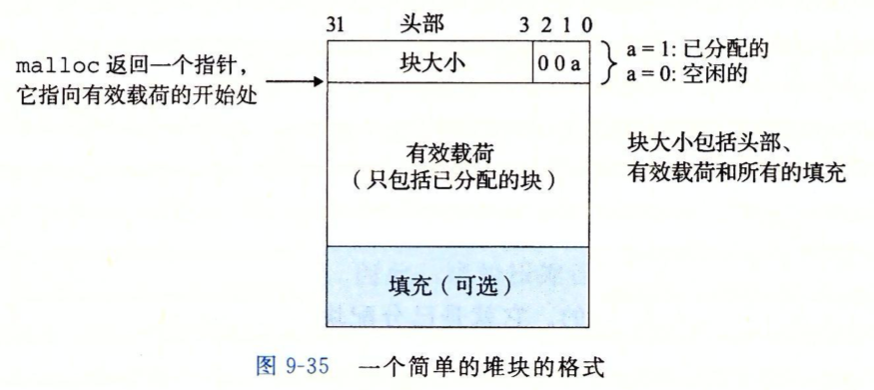 31 头部 3 2 1 0
块大小 0 0 a
a = 1: 已分配的
a = 0: 空闲的
malloc 返回一个指针，
它指向有效载荷的开始处
有效载荷
（只包括已分配的块）
块大小包括头部、
有效载荷和所有的填充
填充（可选）
图 9-35 一个简单的堆块的格式